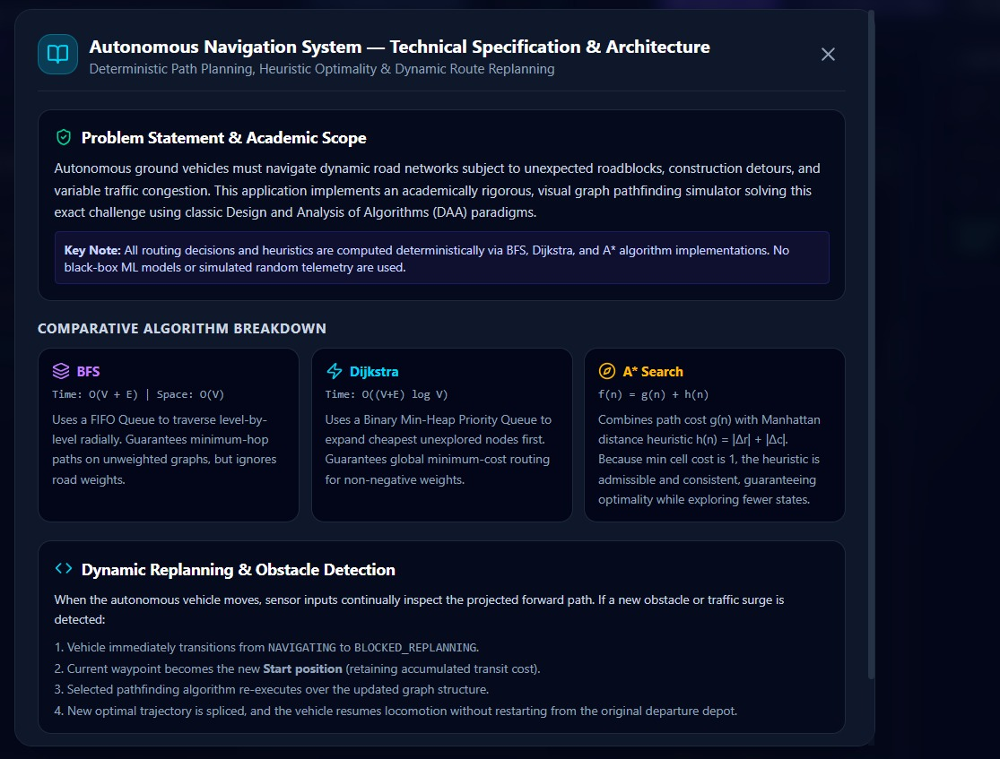 Autonomous Navigation System — Technical Specification & Architecture
Deterministic Path Planning, Heuristic Optimality & Dynamic Route Replanning
Problem Statement & Academic Scope
Autonomous ground vehicles must navigate dynamic road networks subject to unexpected roadblocks, construction detours, and
variable traffic congestion. This application implements an academically rigorous, visual graph pathfinding simulator solving this
exact challenge using classic Design and Analysis of Algorithms (DAA) paradigms.
Key Note: All routing decisions and heuristics are computed deterministically via BFS, Dijkstra, and A* algorithm implementations. No
black-box ML models or simulated random telemetry are used.
COMPARATIVE ALGORITHM BREAKDOWN
BFS
Time: O(V + E) | Space: O(V)
Uses a FIFO Queue to traverse level-by-
level radially. Guarantees minimum-hop
paths on unweighted graphs, but ignores
road weights.
Dijkstra
Time: O((V+E) log V)
Uses a Binary Min-Heap Priority Queue to
expand cheapest unexplored nodes first.
Guarantees global minimum-cost routing
for non-negative weights.
A* Search
f(n) = g(n) + h(n)
Combines path cost g(n) with Manhattan
distance heuristic h(n) = |Δr| + |Δc|.
Because min cell cost is 1, the heuristic is
admissible and consistent, guaranteeing
optimality while exploring fewer states.
Dynamic Replanning & Obstacle Detection
When the autonomous vehicle moves, sensor inputs continually inspect the projected forward path. If a new obstacle or traffic surge is
detected:
1. Vehicle immediately transitions from NAVIGATING to BLOCKED_REPLANNING.
2. Current waypoint becomes the new Start position (retaining accumulated transit cost).
3. Selected pathfinding algorithm re-executes over the updated graph structure.
4. New optimal trajectory is spliced, and the vehicle resumes locomotion without restarting from the original departure depot.